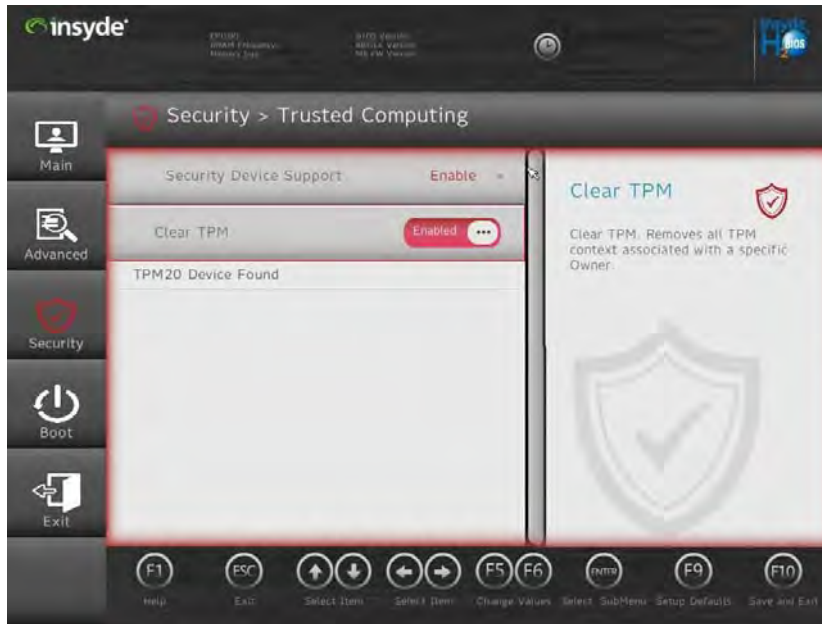 insyde
BIOS
Security > Trusted Computing
Main
Advanced
Security
Boot
Exit
Security Device Support Enable
Clear TPM Enabled
TPM20 Device Found
Clear TPM
Clear TPM. Removes all TPM
context associated with a specific
Owner.
F1 ESC F5 F6 ENTER F9 F10
Help Exit Select Item Select Item Change Values Select SubMenu Setup Defaults Save and Exit